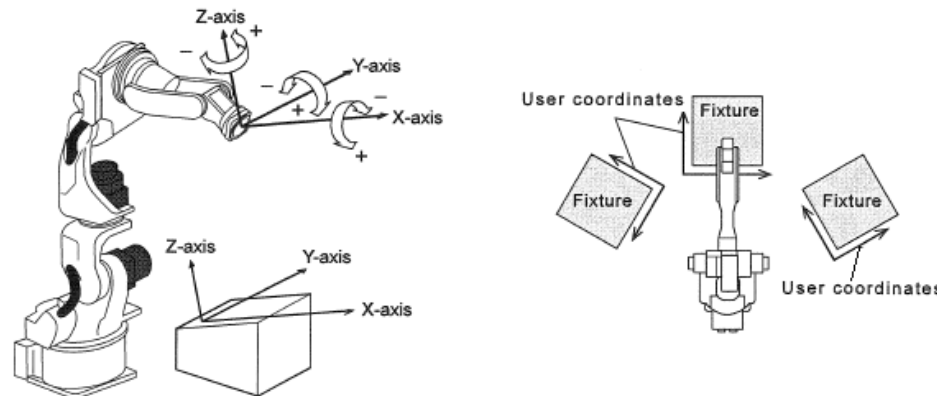 Z-axis
+
−
Y-axis
−
+
−
X-axis
+
Z-axis
Y-axis
X-axis
User coordinates
Fixture
Fixture
Fixture
User coordinates